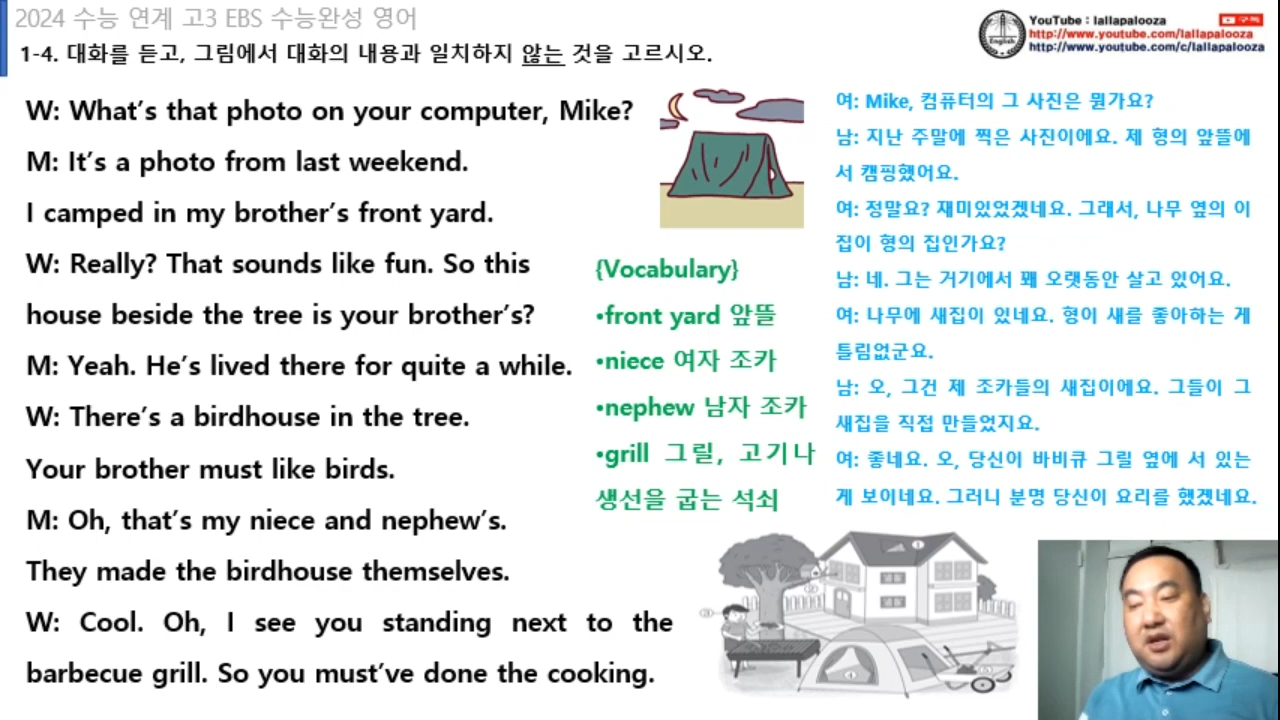 2024 수능 연계 고3 EBS 수능완성 영어
1-4. 대화를 듣고, 그림에서 대화의 내용과 일치하지 않는 것을 고르시오.
YouTube : lallapalooza
구독
http://www.youtube.com/lallapalooza
http://www.youtube.com/c/lallapalooza
English
W: What's that photo on your computer, Mike?
M: It's a photo from last weekend.
I camped in my brother's front yard.
W: Really? That sounds like fun. So this
house beside the tree is your brother's?
M: Yeah. He's lived there for quite a while.
W: There's a birdhouse in the tree.
Your brother must like birds.
M: Oh, that's my niece and nephew's.
They made the birdhouse themselves.
W: Cool. Oh, I see you standing next to the
barbecue grill. So you must've done the cooking.
{Vocabulary}
•front yard 앞뜰
•niece 여자 조카
•nephew 남자 조카
•grill 그릴, 고기나
생선을 굽는 석쇠
여: Mike, 컴퓨터의 그 사진은 뭔가요?
남: 지난 주말에 찍은 사진이에요. 제 형의 앞뜰에
서 캠핑했어요.
여: 정말요? 재미있었겠네요. 그래서, 나무 옆의 이
집이 형의 집인가요?
남: 네. 그는 거기에서 꽤 오랫동안 살고 있어요.
여: 나무에 새집이 있네요. 형이 새를 좋아하는 게
틀림없군요.
남: 오, 그건 제 조카들의 새집이에요. 그들이 그
새집을 직접 만들었지요.
여: 좋네요. 오, 당신이 바비큐 그릴 옆에 서 있는
게 보이네요. 그러니 분명 당신이 요리를 했겠네요.